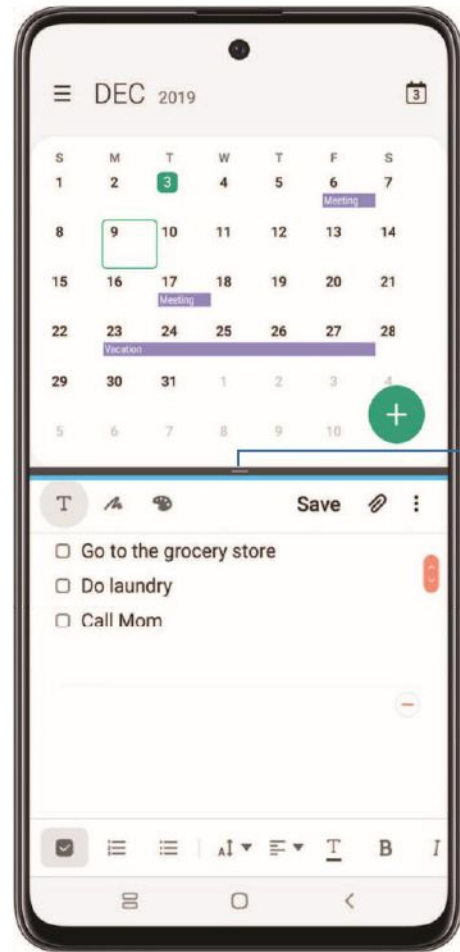 DEC 2019
3
S M T W T F S
1 2 3 4 5 6 7
Meeting
8 9 10 11 12 13 14
15 16 17 18 19 20 21
Meeting
22 23 24 25 26 27 28
Vacation
29 30 31 1 2 3 4
+
5 6 7 8 9 10
T Save
Go to the grocery store
Do laundry
Call Mom
A T B I